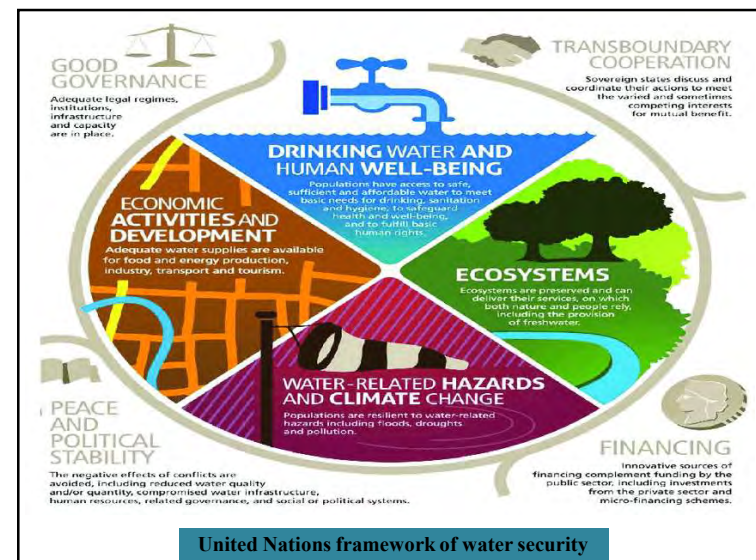 GOOD
GOVERNANCE
Adequate legal regimes,
institutions,
infrastructure
and capacity
are in place.
TRANSBOUNDARY
COOPERATION
Sovereign states discuss and
coordinate their actions to meet
the varied and sometimes
competing interests
for mutual benefit.
DRINKING WATER AND
HUMAN WELL-BEING
Populations have access to safe,
sufficient and affordable water to meet
basic needs for drinking, sanitation
and hygiene, to safeguard
health and well-being,
and to fulfill basic
human rights.
ECONOMIC
ACTIVITIES AND
DEVELOPMENT
Adequate water supplies are available
for food and energy production,
industry, transport and tourism.
ECOSYSTEMS
Ecosystems are preserved and can
deliver their services, on which
both nature and people rely,
including the provision
of freshwater.
WATER-RELATED HAZARDS
AND CLIMATE CHANGE
Populations are resilient to water-related
hazards including floods, droughts
and pollution.
PEACE
AND
POLITICAL
STABILITY
The negative effects of conflicts are
avoided, including reduced water quality
and/or quantity, compromised water infrastructure,
human resources, related governance, and social or political systems.
FINANCING
Innovative sources of
financing complement funding by the
public sector, including investments
from the private sector and
micro-financing schemes.
United Nations framework of water security